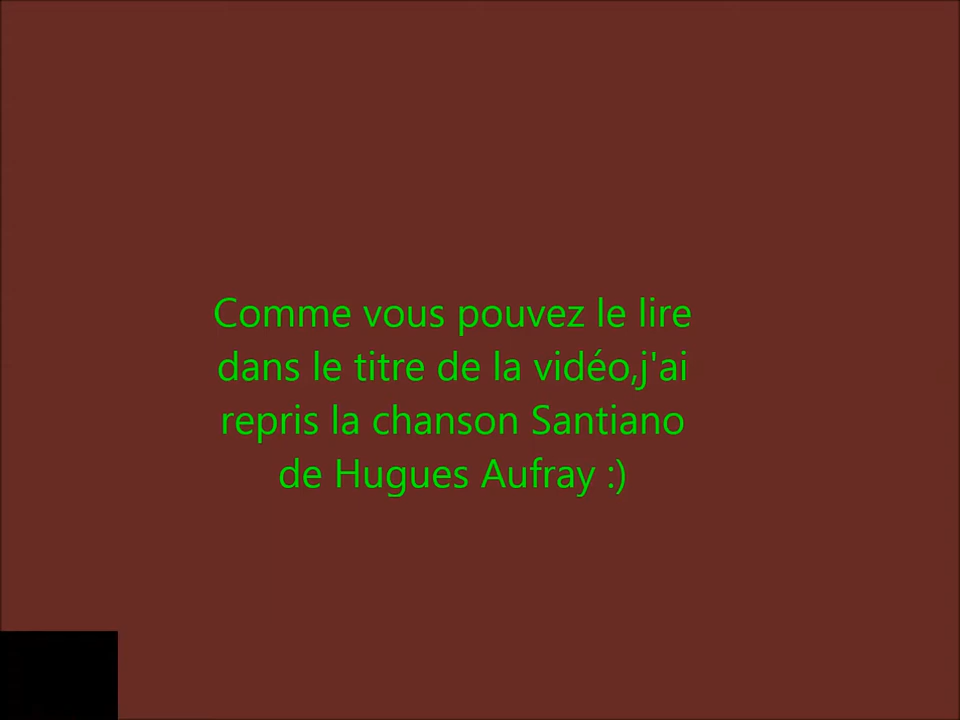 Comme vous pouvez le lire
dans le titre de la vidéo,j'ai
repris la chanson Santiano
de Hugues Aufray :)